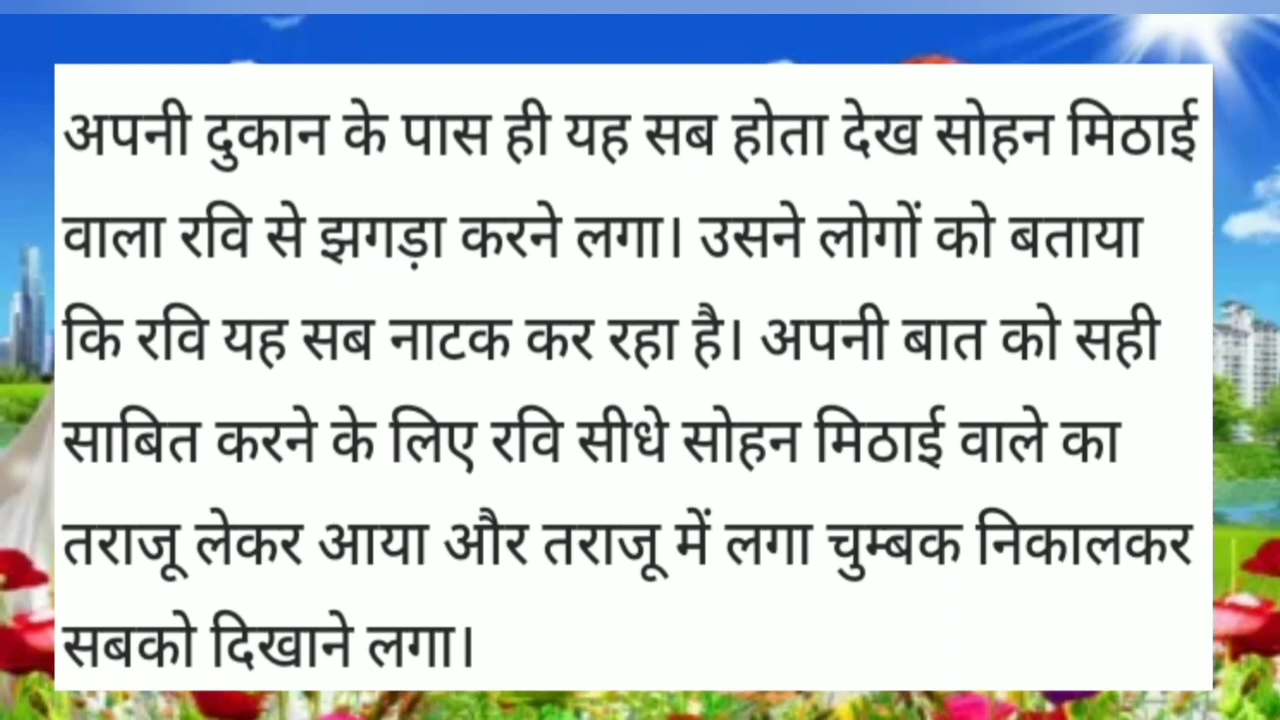 अपनी दुकान के पास ही यह सब होता देख सोहन मिठाई
वाला रवि से झगड़ा करने लगा। उसने लोगों को बताया
कि रवि यह सब नाटक कर रहा है। अपनी बात को सही
साबित करने के लिए रवि सीधे सोहन मिठाई वाले का
तराजू लेकर आया और तराजू में लगा चुम्बक निकालकर
सबको दिखाने लगा।